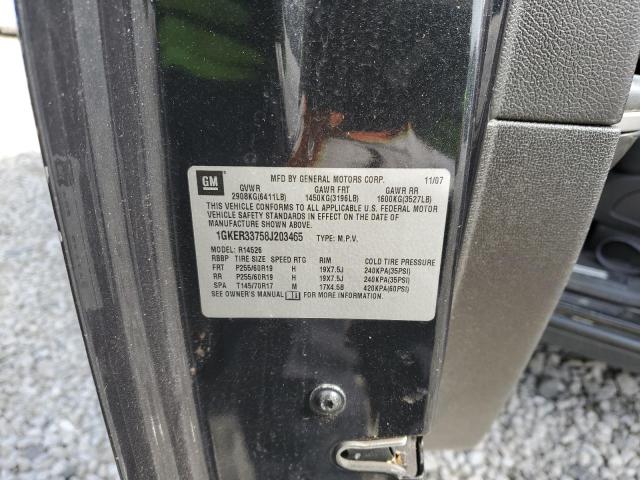 GM
MFD BY GENERAL MOTORS CORP. 11/07
GVWR GAWR FRT GAWR RR
2908KG(6411LB) 1450KG(3196LB) 1600KG(3527LB)
THIS VEHICLE CONFORMS TO ALL APPLICABLE U.S. FEDERAL MOTOR
VEHICLE SAFETY STANDARDS IN EFFECT ON THE DATE OF
MANUFACTURE SHOWN ABOVE.
1GKER33758J203465 TYPE: M.P.V.
MODEL: R14526
RBBP TIRE SIZE SPEED RTG RIM COLD TIRE PRESSURE
FRT P255/60R19 H 19X7.5J 240KPA(35PSI)
RR P255/60R19 H 19X7.5J 240KPA(35PSI)
SPA T145/70R17 M 17X4.5B 420KPA(60PSI)
SEE OWNER'S MANUAL FOR ADDITIONAL INFORMATION